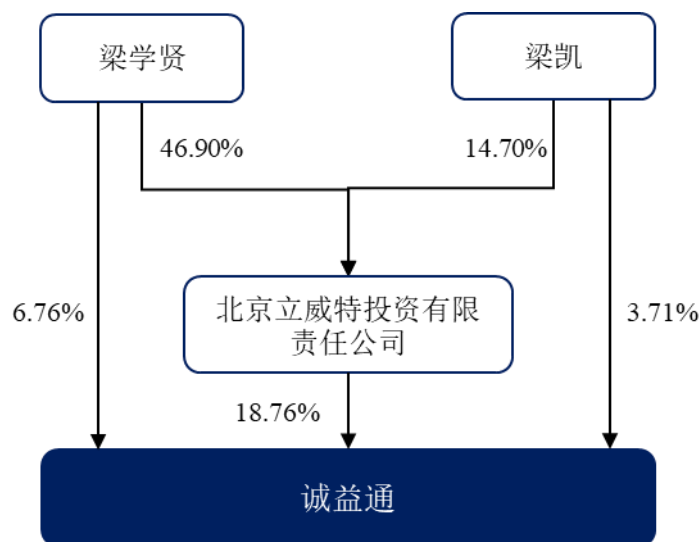 梁学贤
梁凯
46.90%
14.70%
6.76%
北京立威特投资有限
责任公司
3.71%
18.76%
诚益通